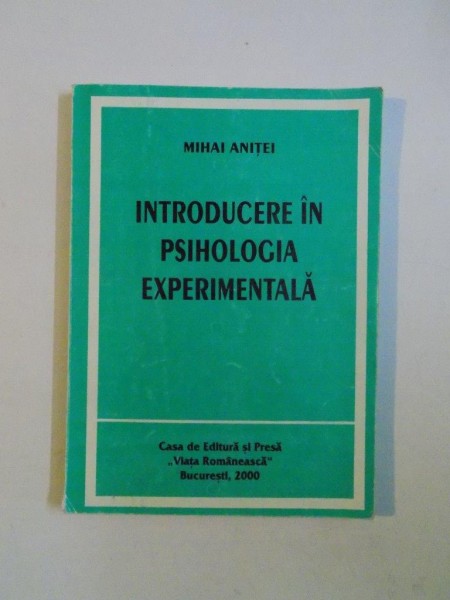 MIHAI ANIȚEI
INTRODUCERE ÎN
PSIHOLOGIA
EXPERIMENTALĂ
Casa de Editură și Presă
„Viața Românească"
București, 2000